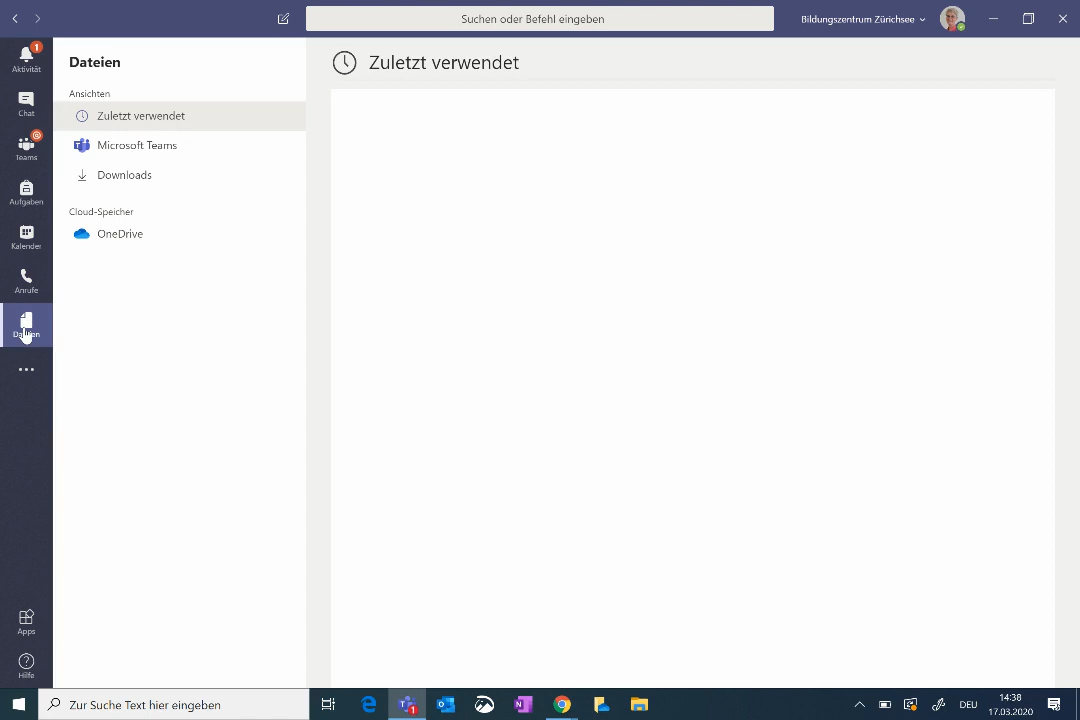 Suchen oder Befehl eingeben
Bildungszentrum Zürichsee
1
Aktivität
Chat
Teams
Aufgaben
Kalender
Anrufe
Dateien
Apps
Hilfe
Dateien
Ansichten
Zuletzt verwendet
Microsoft Teams
Downloads
Cloud-Speicher
OneDrive
Zuletzt verwendet
Zur Suche Text hier eingeben
1
DEU
14:38
17.03.2020